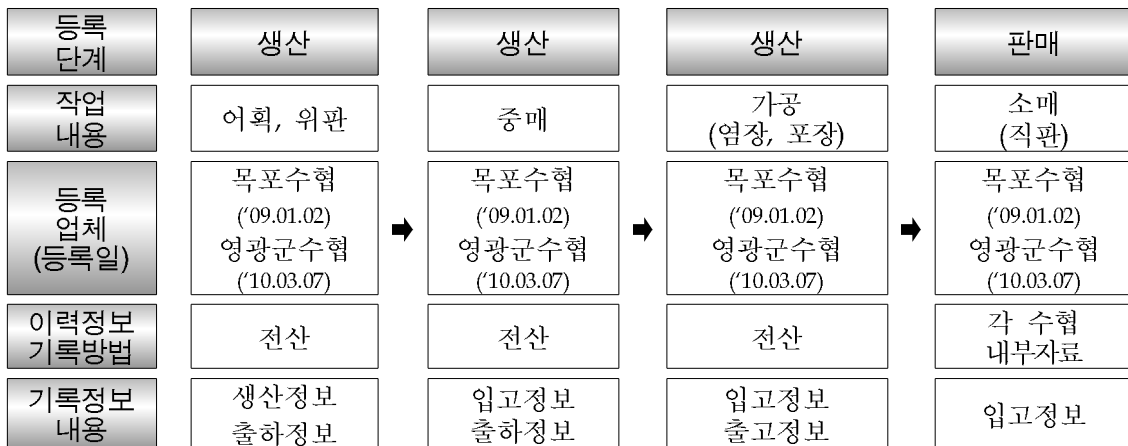 등록
단계
생산
생산
생산
판매
작업
내용
어획, 위판
중매
가공
(염장, 포장)
소매
(직판)
등록
업체
(등록일)
목포수협
('09.01.02)
영광군수협
('10.03.07)
목포수협
('09.01.02)
영광군수협
('10.03.07)
목포수협
('09.01.02)
영광군수협
('10.03.07)
목포수협
('09.01.02)
영광군수협
('10.03.07)
이력정보
기록방법
전산
전산
전산
각 수협
내부자료
기록정보
내용
생산정보
출하정보
입고정보
출하정보
입고정보
출고정보
입고정보